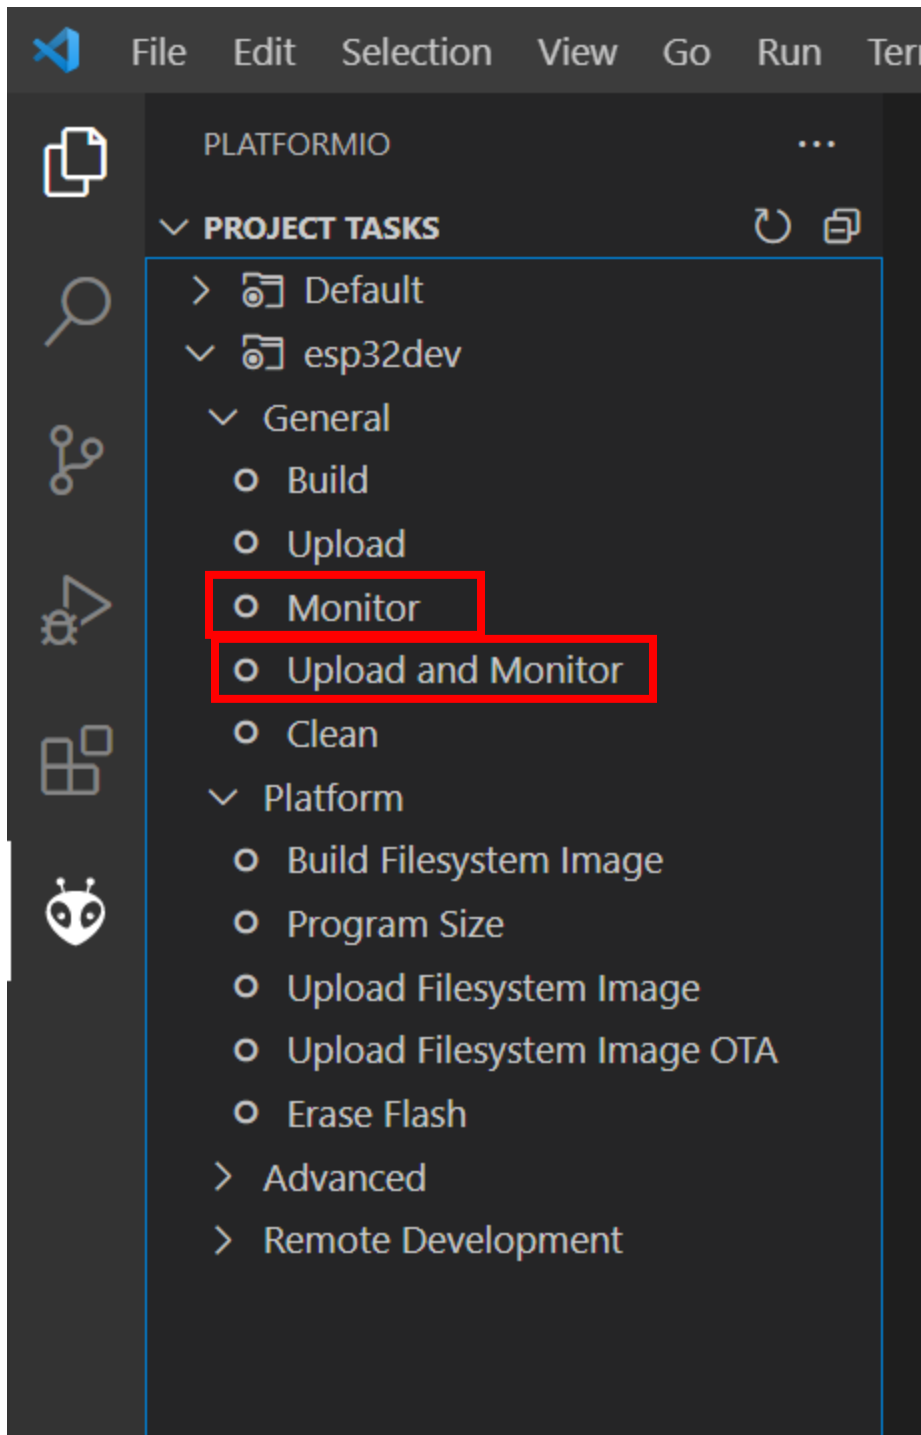 File Edit Selection View Go Run Ter
PLATFORMIO
PROJECT TASKS
Default
esp32dev
General
Build
Upload
Monitor
Upload and Monitor
Clean
Platform
Build Filesystem Image
Program Size
Upload Filesystem Image
Upload Filesystem Image OTA
Erase Flash
Advanced
Remote Development